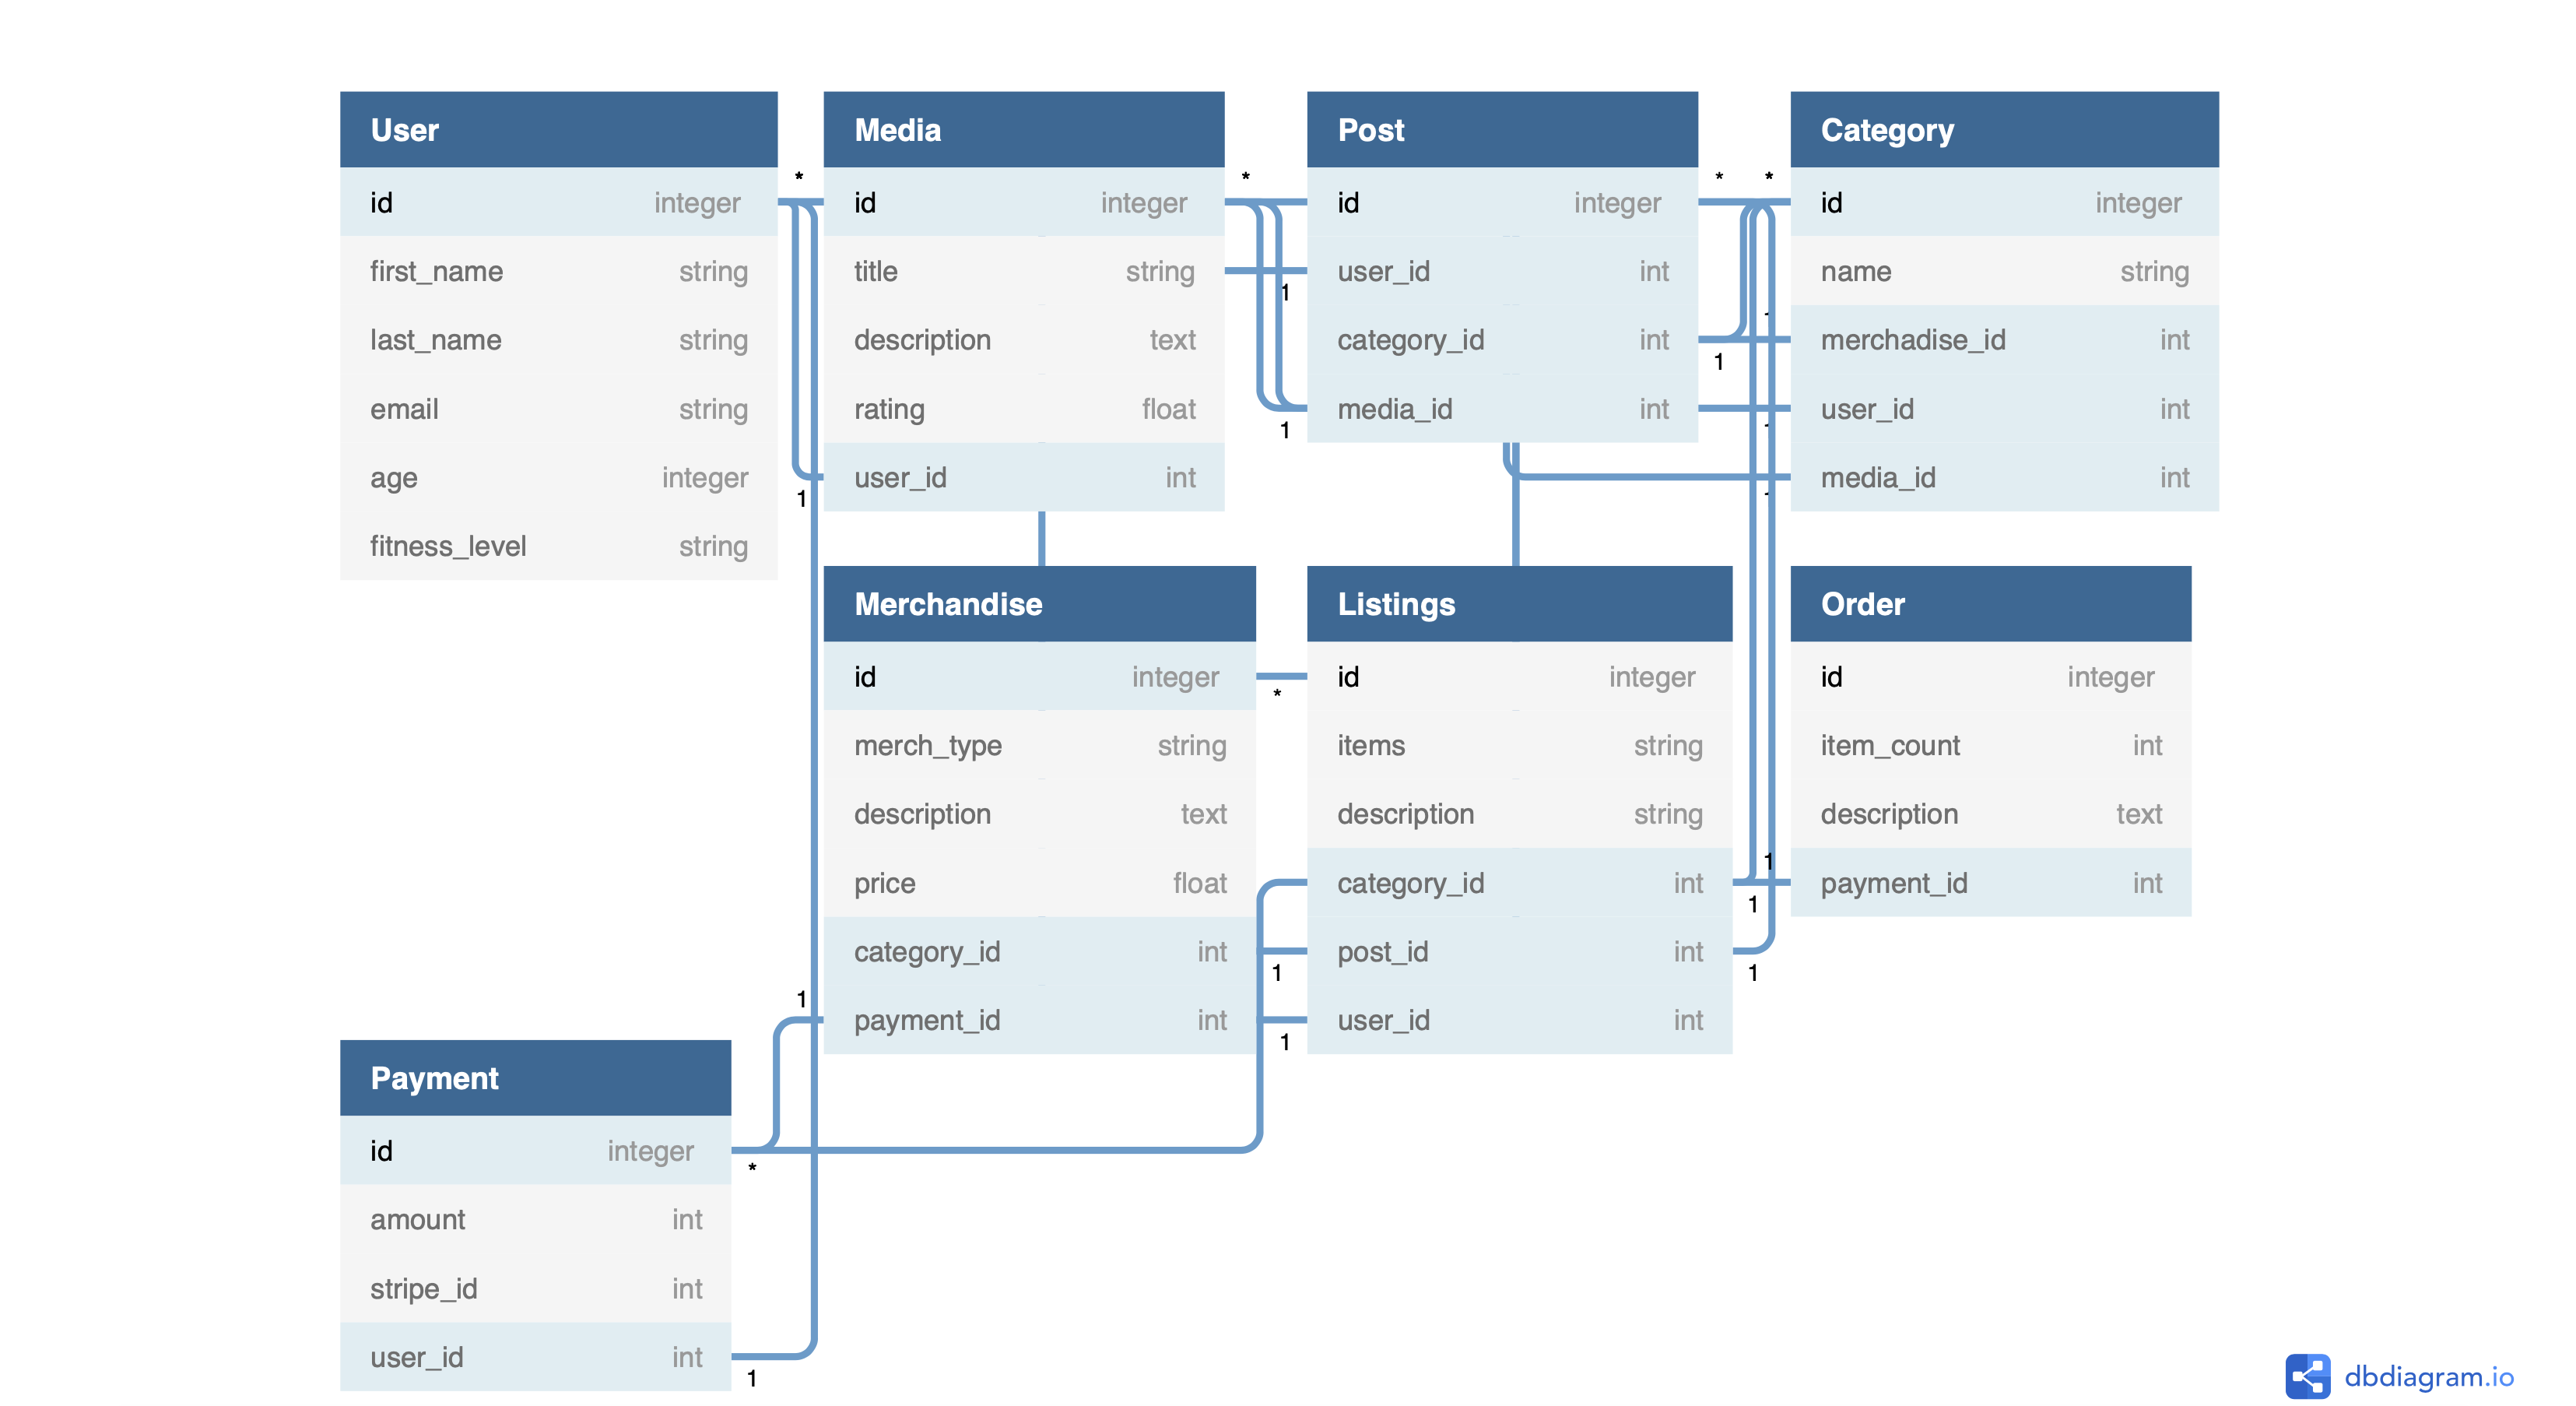 User
id integer
first_name string
last_name string
email string
age integer
fitness_level string
Media
id integer
title string
description text
rating float
user_id int
Post
id integer
user_id int
category_id int
media_id int
Category
id integer
name string
merchadise_id int
user_id int
media_id int
Merchandise
id integer
merch_type string
description text
price float
category_id int
payment_id int
Listings
id integer
items string
description string
category_id int
post_id int
user_id int
Order
id integer
item_count int
description text
payment_id int
Payment
id integer
amount int
stripe_id int
user_id int
*
*
*
*
1
1
1
1
1
1
1
*
1
1
1
1
1
1
*
1
dbdiagram.io